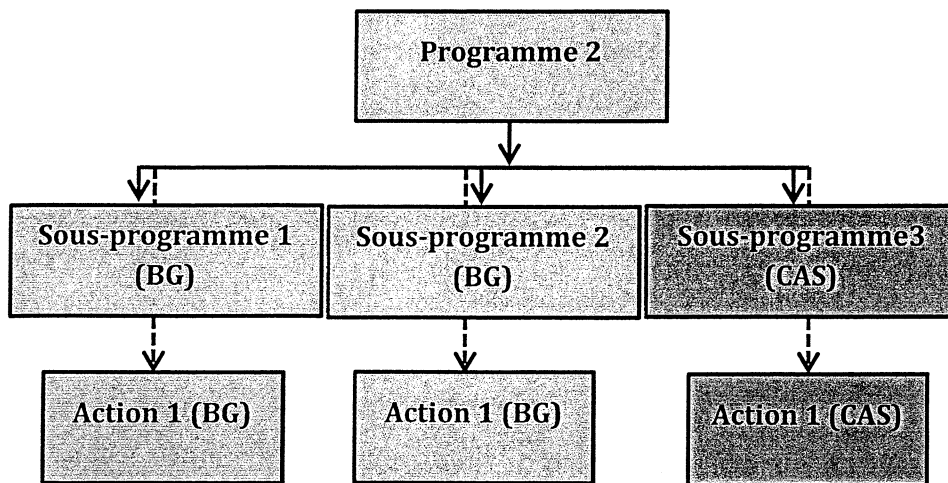 Programme 2
Sous-programme 1
(BG)
Sous-programme 2
(BG)
Sous-programme3
(CAS)
Action 1 (BG)
Action 1 (BG)
Action 1 (CAS)